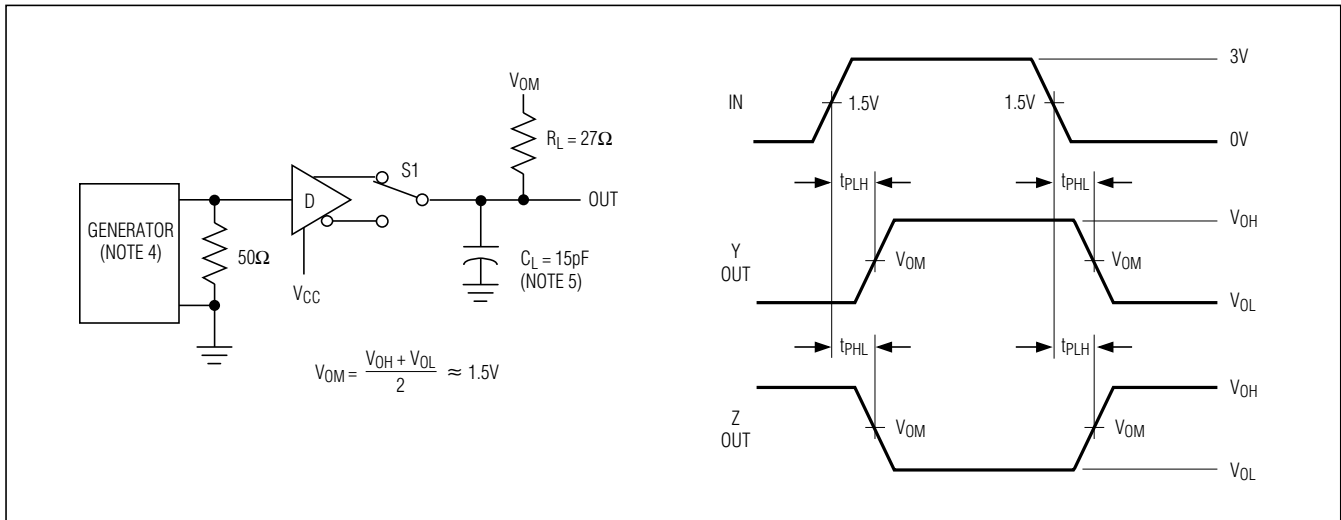 GENERATOR
(NOTE 4)
50Ω
D
VCC
S1
VOM
RL = 27Ω
OUT
CL = 15pF
(NOTE 5)
VOM = VOH + VOL / 2 ≈ 1.5V
IN
1.5V
1.5V
3V
0V
tPLH
tPHL
Y
OUT
VOM
VOM
VOH
VOL
tPHL
tPLH
Z
OUT
VOM
VOM
VOH
VOL